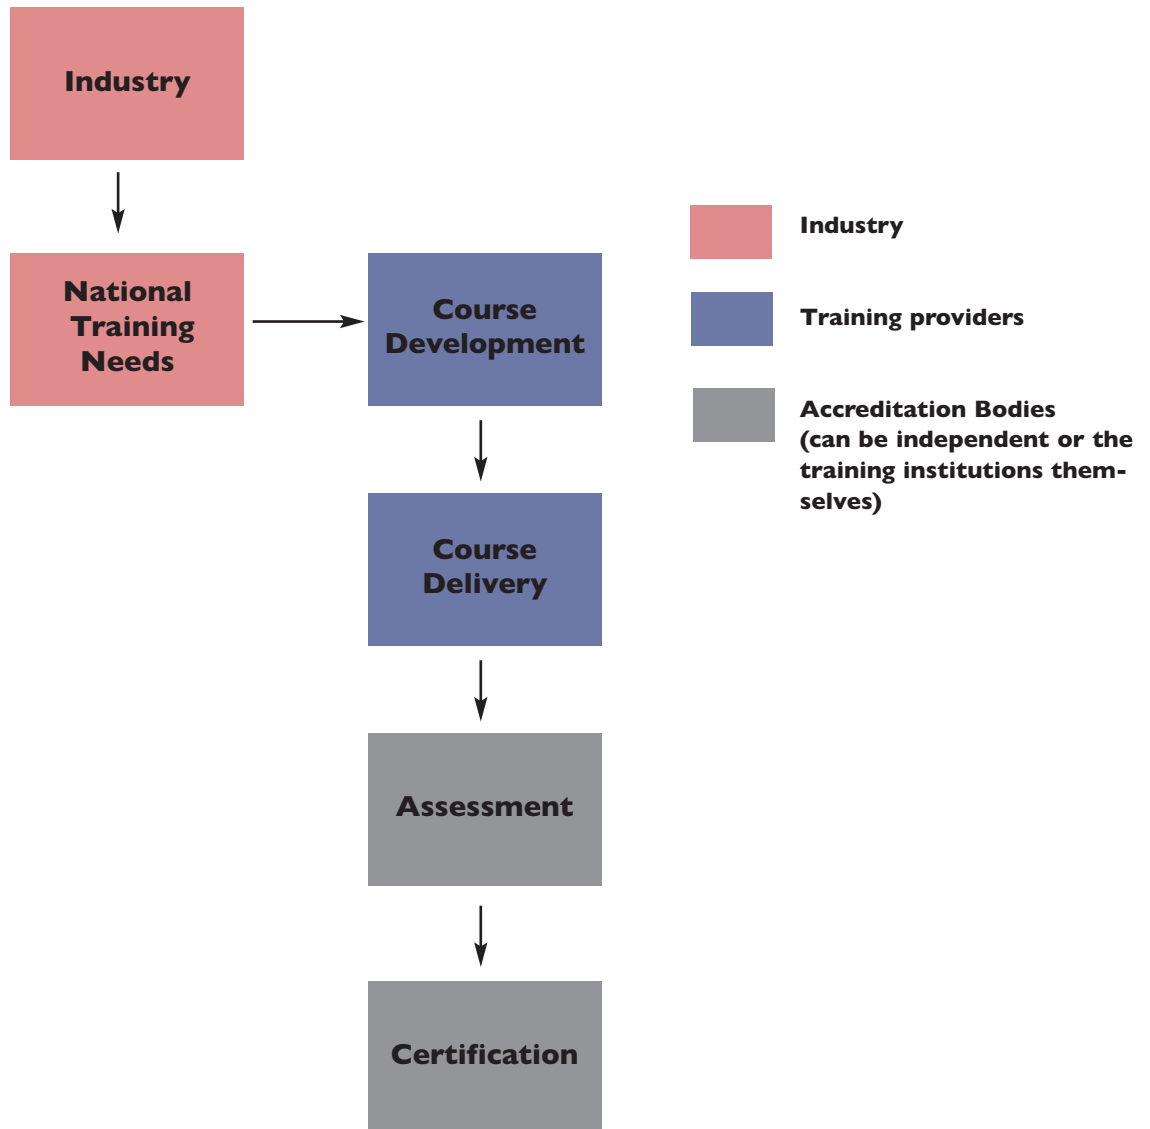 Industry
National
Training
Needs
Course
Development
Course
Delivery
Assessment
Certification
Industry
Training providers
Accreditation Bodies
(can be independent or the
training institutions them-
selves)